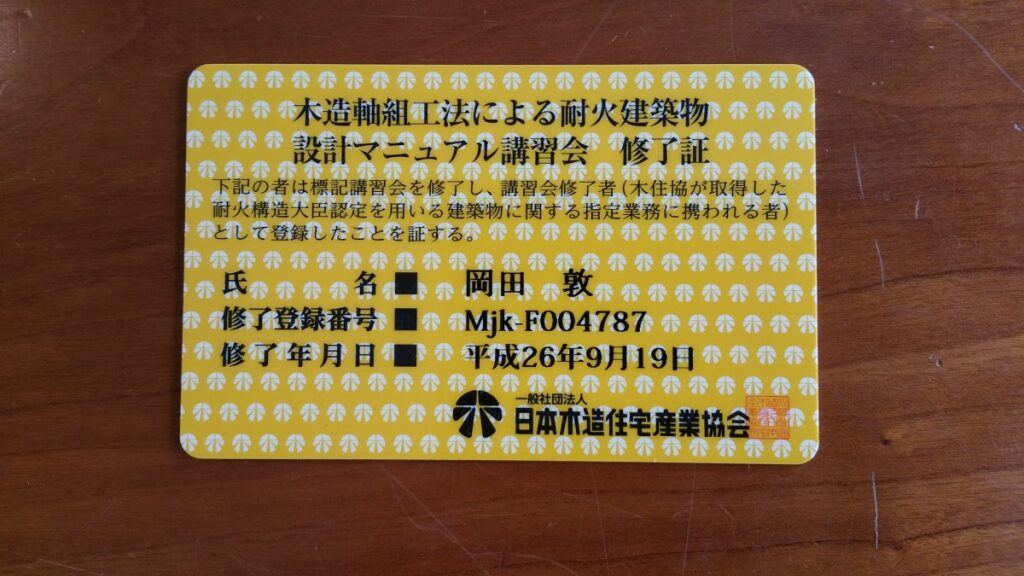 木造軸組工法による耐火建築物
設計マニュアル講習会　修了証
下記の者は標記講習会を修了し、講習会修了者（木住協が取得した
耐火構造大臣認定を用いる建築物に関する指定業務に携われる者）
として登録したことを証する。
氏　　　名■　岡田　敦
修了登録番号■　Mjk-F004787
修了年月日■　平成26年9月19日
一般社団法人
日本木造住宅産業協会